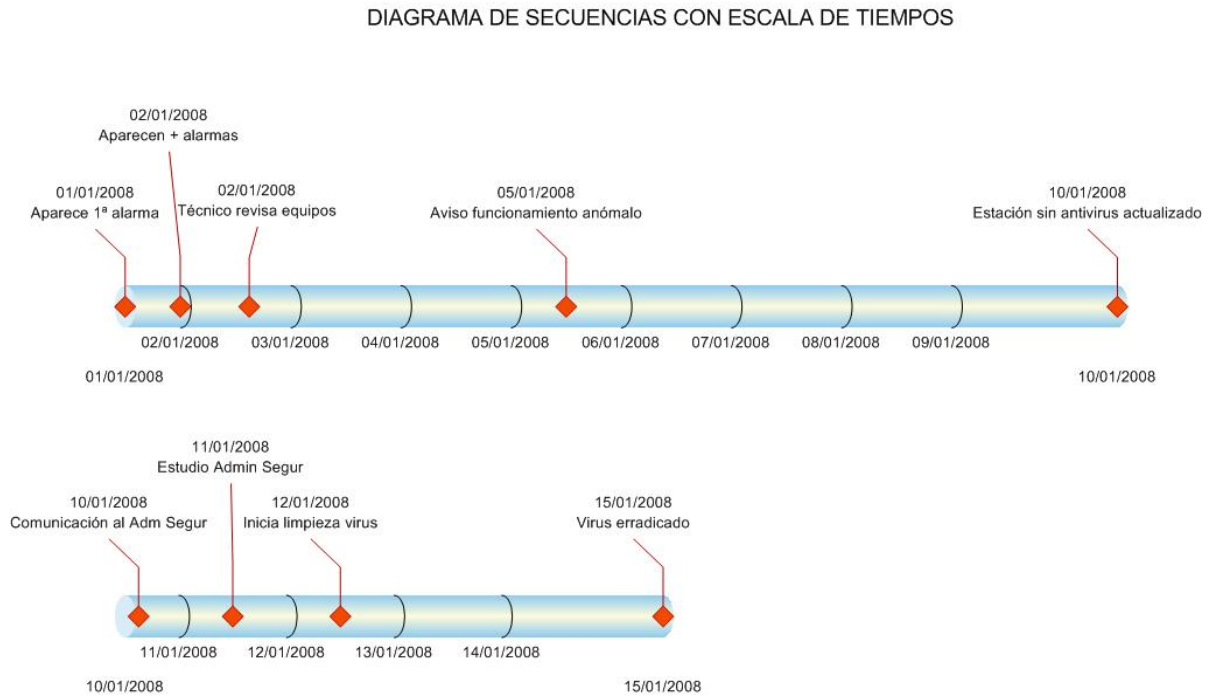 DIAGRAMA DE SECUENCIAS CON ESCALA DE TIEMPOS
02/01/2008
Aparecen + alarmas
01/01/2008
Aparece 1ª alarma
02/01/2008
Técnico revisa equipos
05/01/2008
Aviso funcionamiento anómalo
10/01/2008
Estación sin antivirus actualizado
02/01/2008
03/01/2008
04/01/2008
05/01/2008
06/01/2008
07/01/2008
08/01/2008
09/01/2008
01/01/2008
10/01/2008
11/01/2008
Estudio Admin Segur
10/01/2008
Comunicación al Adm Segur
12/01/2008
Inicia limpieza virus
15/01/2008
Virus erradicado
11/01/2008
12/01/2008
13/01/2008
14/01/2008
10/01/2008
15/01/2008